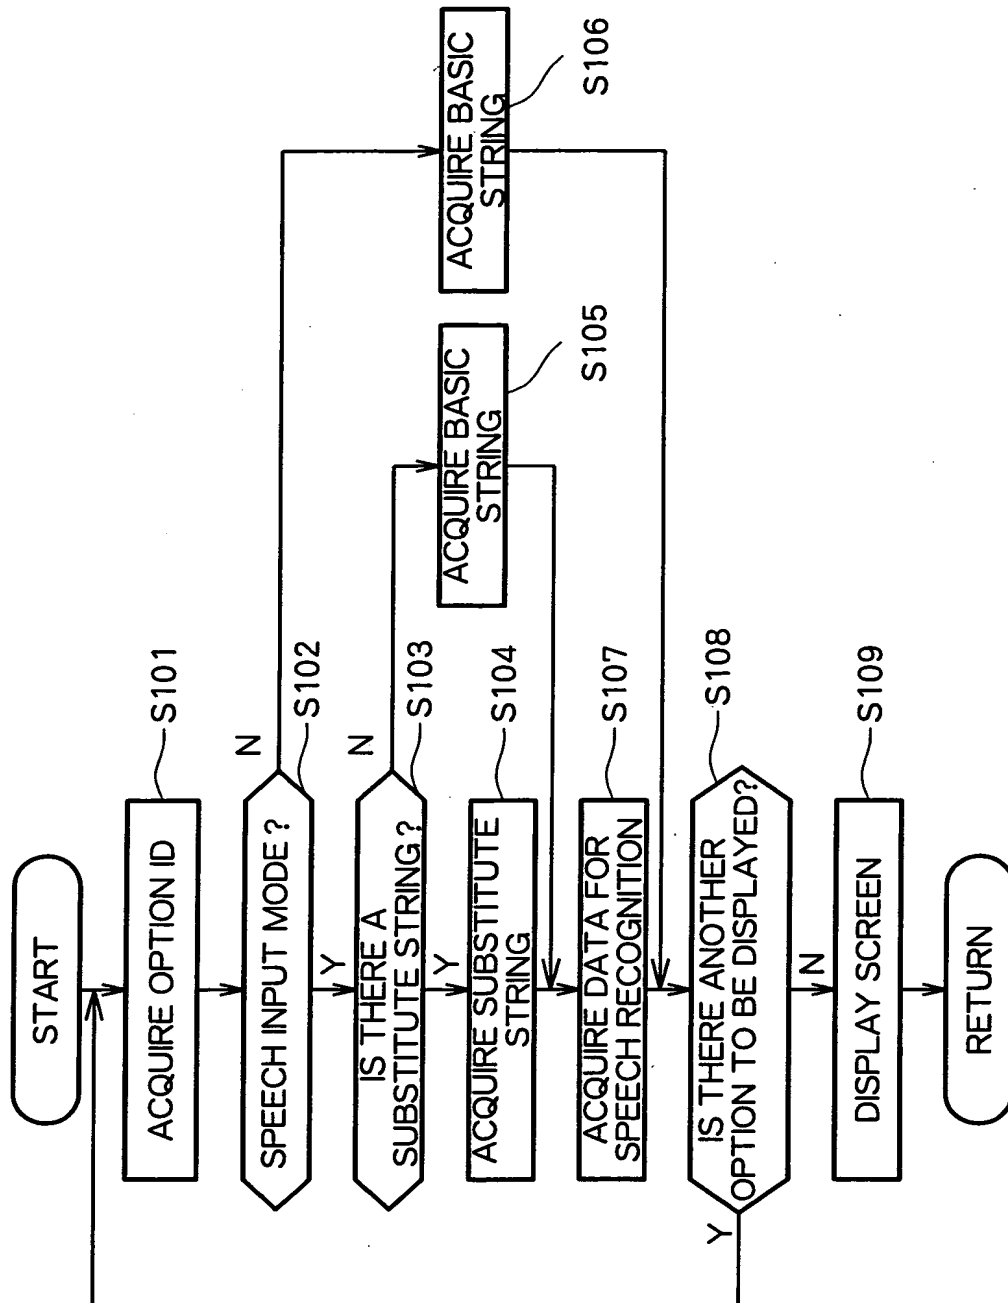 START
ACQUIRE OPTION ID
S101
SPEECH INPUT MODE?
N
S102
Y
IS THERE A
SUBSTITUTE STRING?
N
S103
Y
ACQUIRE SUBSTITUTE
STRING
S104
ACQUIRE BASIC
STRING
S105
ACQUIRE BASIC
STRING
S106
ACQUIRE DATA FOR
SPEECH RECOGNITION
S107
IS THERE ANOTHER
OPTION TO BE DISPLAYED?
S108
Y
N
DISPLAY SCREEN
S109
RETURN